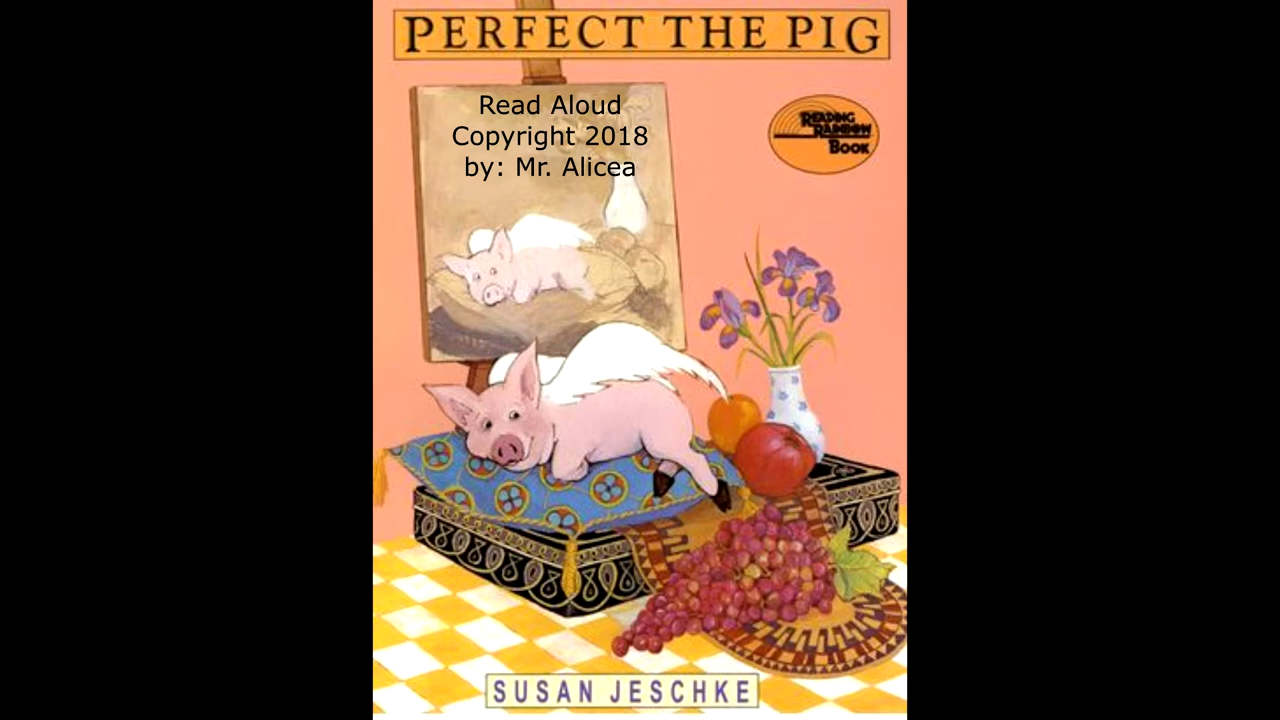 PERFECT THE PIG
Read Aloud
Copyright 2018
by: Mr. Alicea
READING
RAINBOW
BOOK
SUSAN JESCHKE